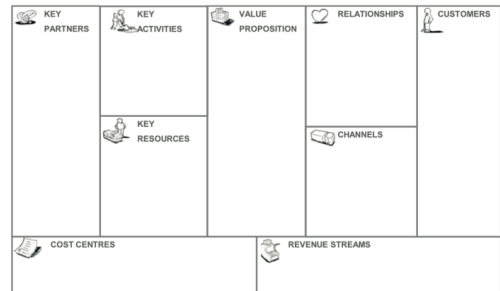 KEY
PARTNERS
KEY
ACTIVITIES
KEY
RESOURCES
VALUE
PROPOSITION
RELATIONSHIPS
CHANNELS
CUSTOMERS
COST CENTRES
REVENUE STREAMS